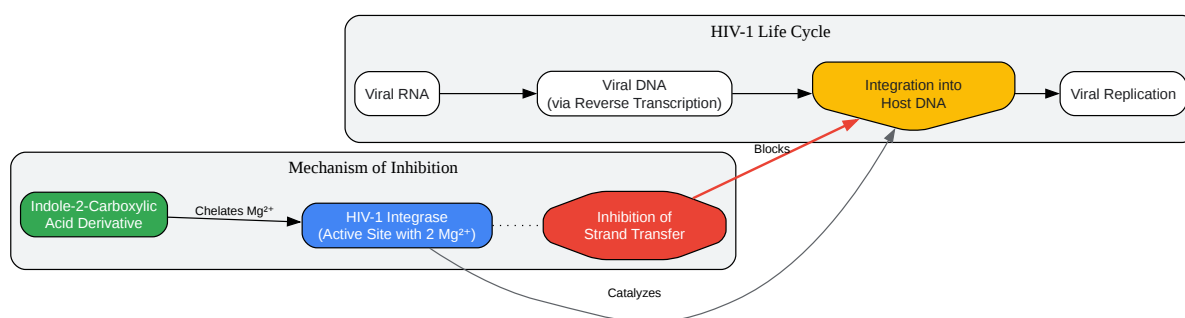 HIV-1 Life Cycle
Viral RNA
Viral DNA
(via Reverse Transcription)
Integration into
Host DNA
Viral Replication
Blocks
Mechanism of Inhibition
Indole-2-Carboxylic
Acid Derivative
Chelates Mg²⁺
HIV-1 Integrase
(Active Site with 2 Mg²⁺)
Inhibition of
Strand Transfer
Catalyzes